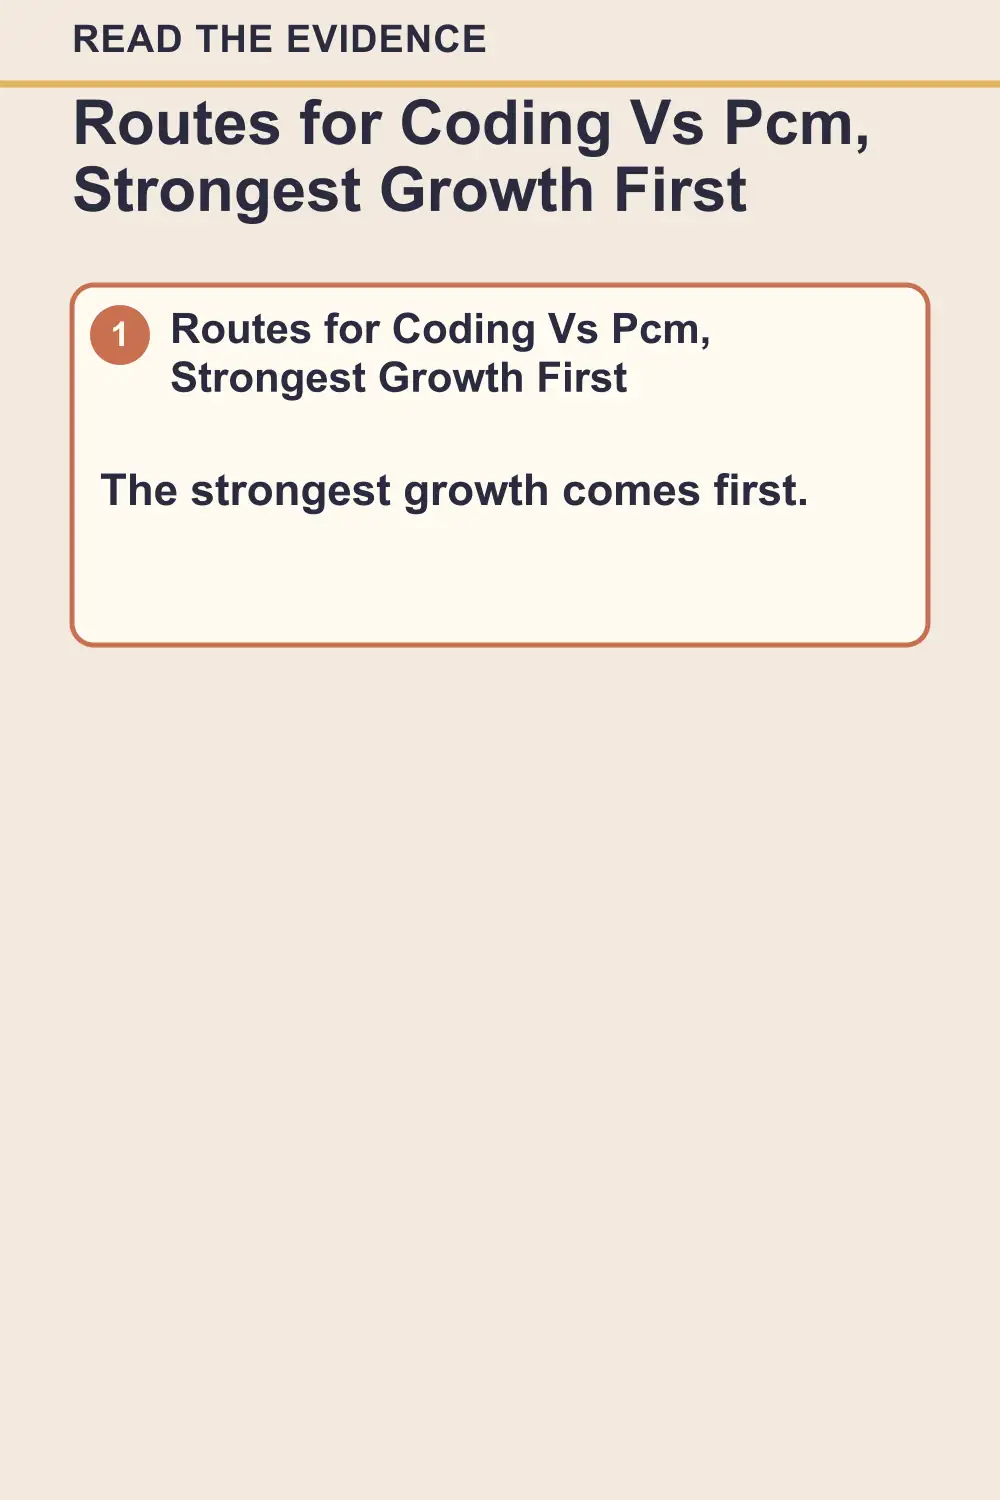 READ THE EVIDENCE
Routes for Coding Vs Pcm,
Strongest Growth First
1
Routes for Coding Vs Pcm,
Strongest Growth First
The strongest growth comes first.